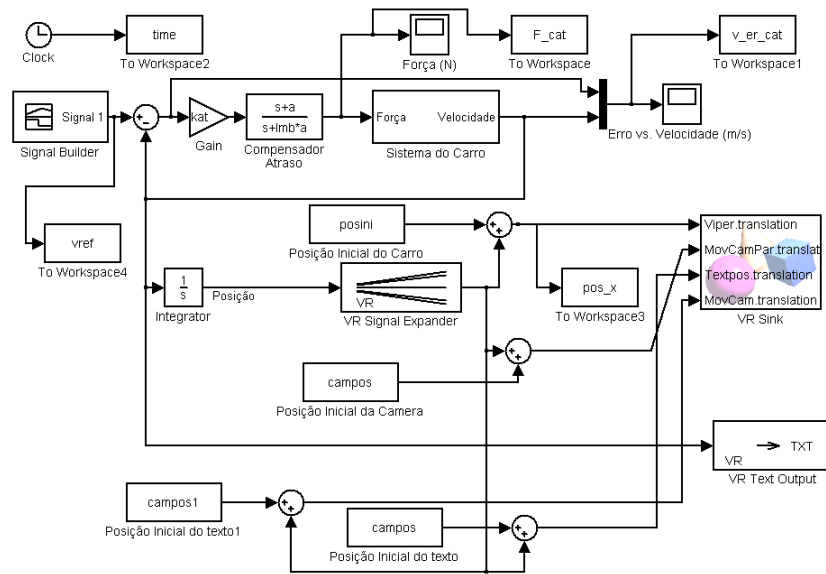 time
F_cat
v_er_cat
Clock
To Workspace2
Força (N)
To Workspace
To Workspace1
Signal 1
kat
s+a
s+lmb*a
Força
Velocidade
Signal Builder
Gain
Compensador
Atraso
Sistema do Carro
Erro vs. Velocidade (m/s)
vref
To Workspace4
posini
Posição Inicial do Carro
Viper.translation
MovCamPar.translat
Textpos.translation
MovCam.translation
VR Sink
1
s
Integrator
Posição
VR
VR Signal Expander
pos_x
To Workspace3
campos
Posição Inicial da Camera
TXT
VR
VR Text Output
campos1
Posição Inicial do texto1
campos
Posição Inicial do texto